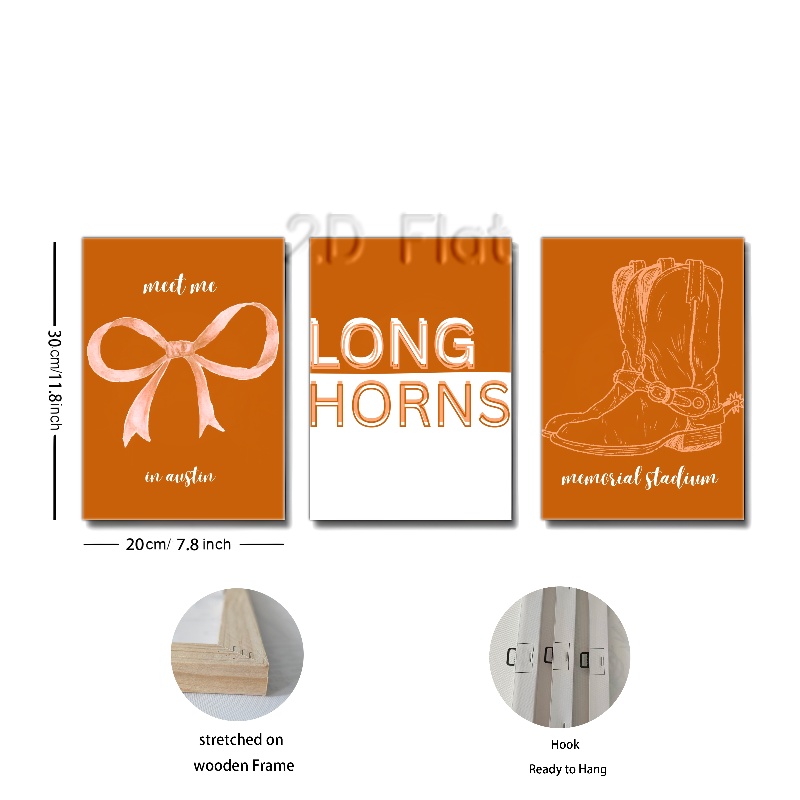 2D Flat
meet me
in austin
LONG
HORNS
memorial stadium
30cm/11.8inch
20cm/ 7.8 inch
stretched on
wooden Frame
Hook
Ready to Hang